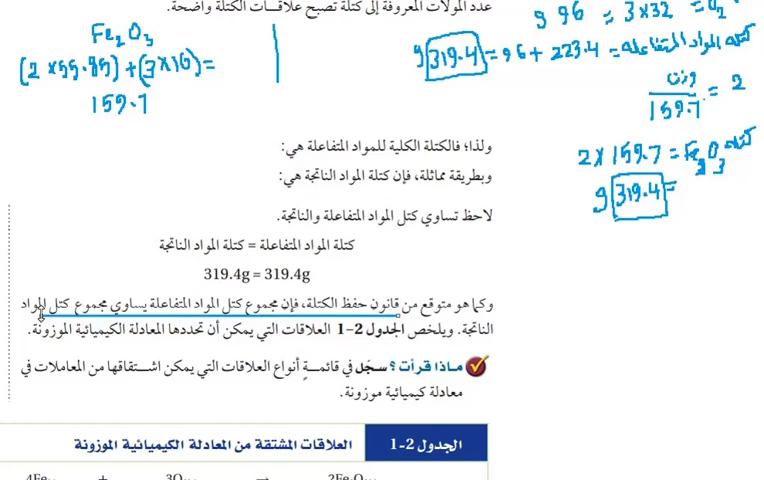 عدد المولات المعروفة إلى كتلة تصبح علاقات الكتلة واضحة.
g 96 = 3×32 = O2
كتلة المواد المتفاعلة = 223.4 + 96 = 319.4 g
Fe2O3
(2 × 55.85) + (3 × 16) =
159.7
وزن / 159.7 = 2
كتلة Fe2O3 = 159.7 × 2
= 319.4 g
ولذا؛ فالكتلة الكلية للمواد المتفاعلة هي:
وبطريقة مماثلة، فإن كتلة المواد الناتجة هي:
لاحظ تساوي كتل المواد المتفاعلة والناتجة.
كتلة المواد المتفاعلة = كتلة المواد الناتجة
319.4g = 319.4g
وكما هو متوقع من قانون حفظ الكتلة، فإن مجموع كتل المواد المتفاعلة يساوي مجموع كتل المواد
الناتجة. ويلخص الجدول 2-1 العلاقات التي يمكن أن تحددها المعادلة الكيميائية الموزونة.
ماذا قرأت؟ سجّل في قائمة أنواع العلاقات التي يمكن اشتقاقها من المعاملات في
معادلة كيميائية موزونة.
الجدول 2-1 العلاقات المشتقة من المعادلة الكيميائية الموزونة